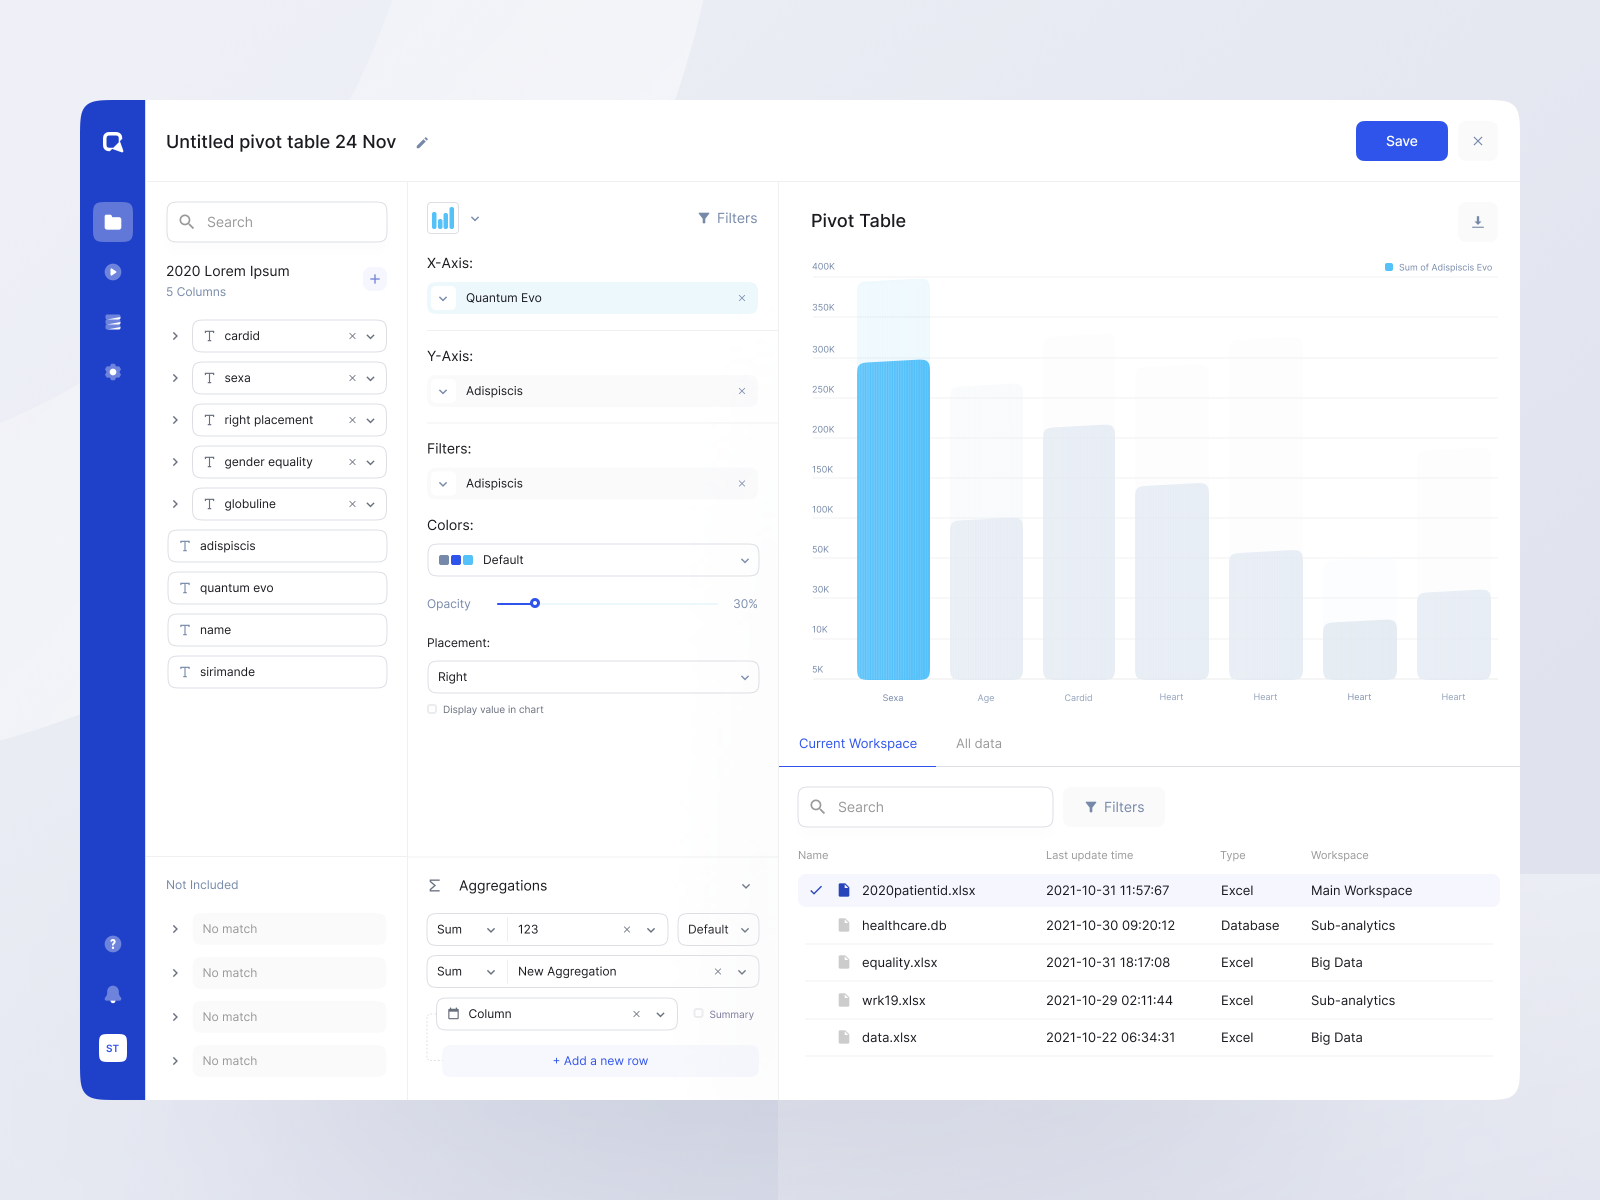 Untitled pivot table 24 Nov
Save
Search
2020 Lorem Ipsum
5 Columns
cardid
sexa
right placement
gender equality
globuline
adispiscis
quantum evo
name
sirimande
Not Included
No match
No match
No match
No match
?
ST
Filters
X-Axis:
Quantum Evo
Y-Axis:
Adispiscis
Filters:
Adispiscis
Colors:
Default
Opacity 30%
Placement:
Right
Display value in chart
Aggregations
Sum 123 Default
Sum New Aggregation
Column Summary
+ Add a new row
Pivot Table
Sum of Adispiscis Evo
400K
350K
300K
250K
200K
150K
100K
50K
30K
10K
5K
Sexa Age Cardid Heart Heart Heart Heart
Current Workspace All data
Search Filters
Name Last update time Type Workspace
2020patientid.xlsx 2021-10-31 11:57:67 Excel Main Workspace
healthcare.db 2021-10-30 09:20:12 Database Sub-analytics
equality.xlsx 2021-10-31 18:17:08 Excel Big Data
wrk19.xlsx 2021-10-29 02:11:44 Excel Sub-analytics
data.xlsx 2021-10-22 06:34:31 Excel Big Data